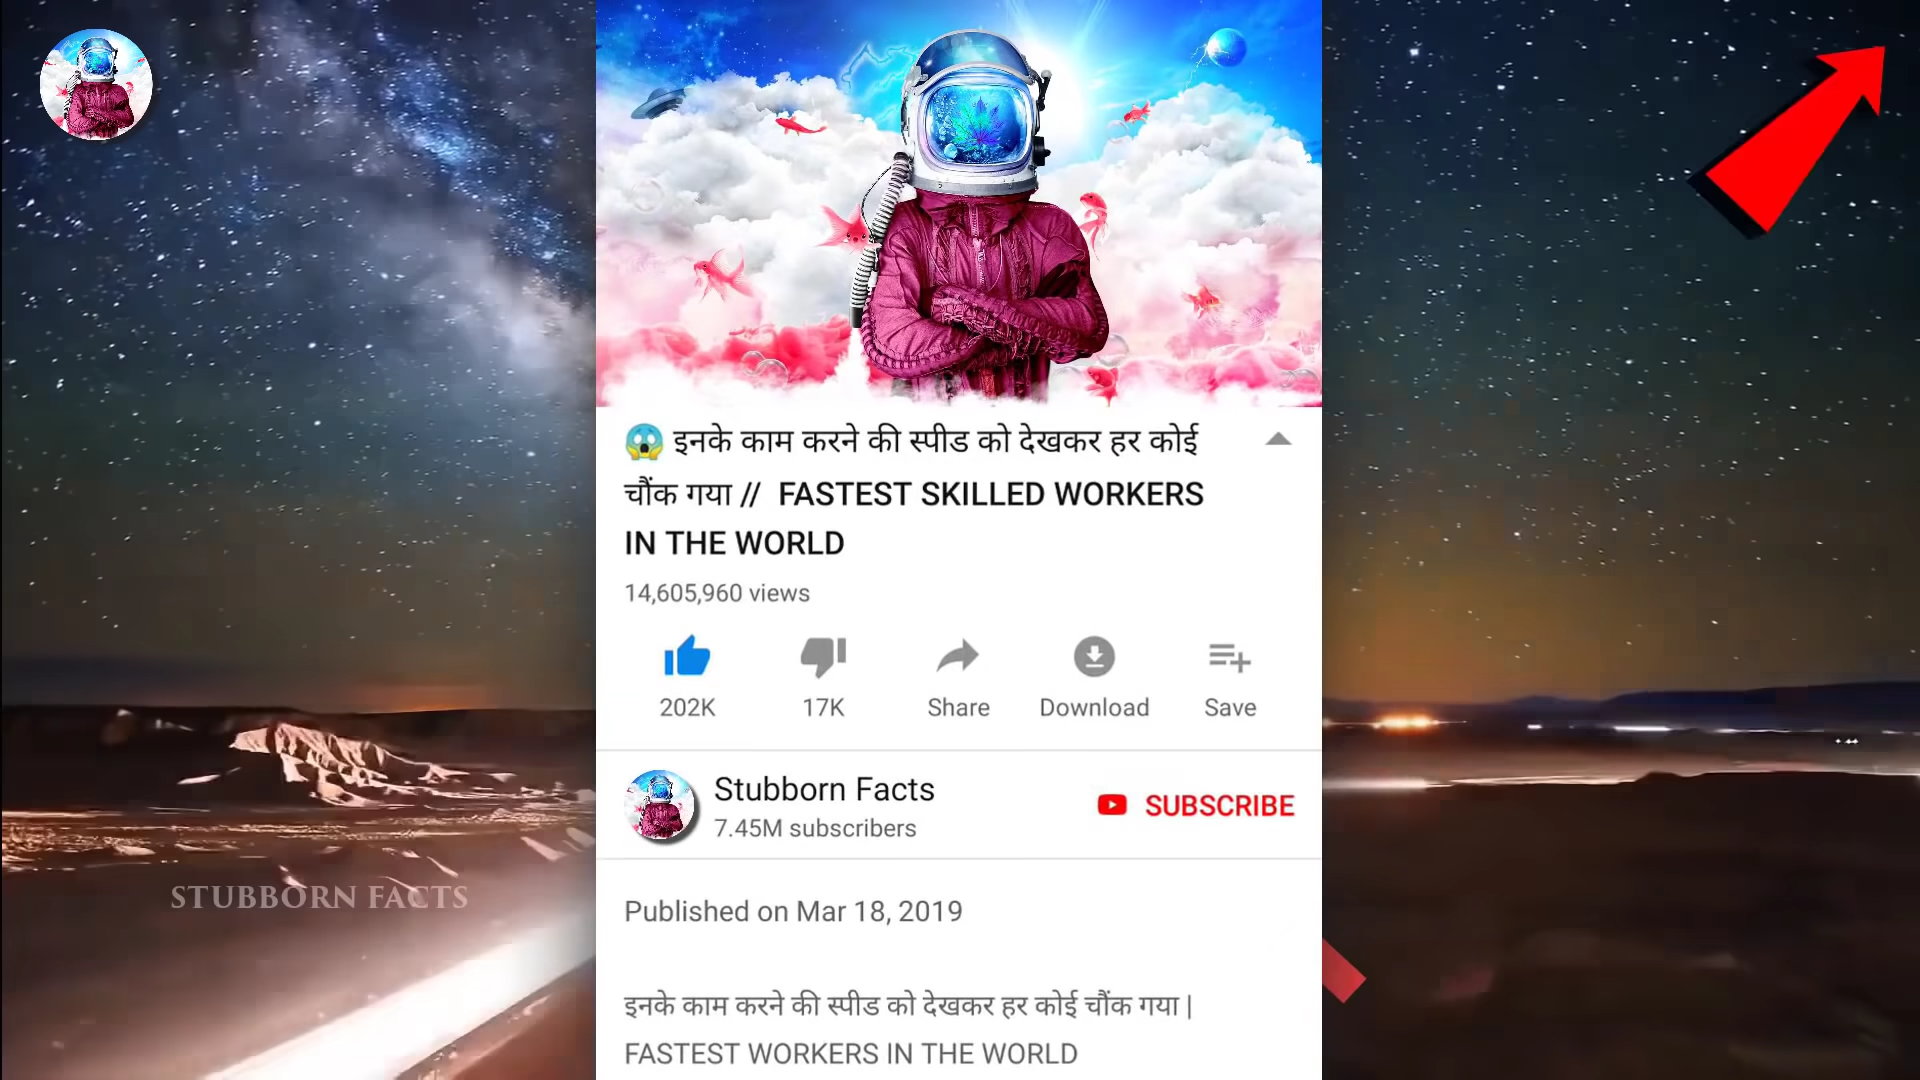 😱 इनके काम करने की स्पीड को देखकर हर कोई
चौंक गया // FASTEST SKILLED WORKERS
IN THE WORLD
14,605,960 views
202K
17K
Share
Download
Save
Stubborn Facts
7.45M subscribers
SUBSCRIBE
STUBBORN FACTS
Published on Mar 18, 2019
इनके काम करने की स्पीड को देखकर हर कोई चौंक गया |
FASTEST WORKERS IN THE WORLD